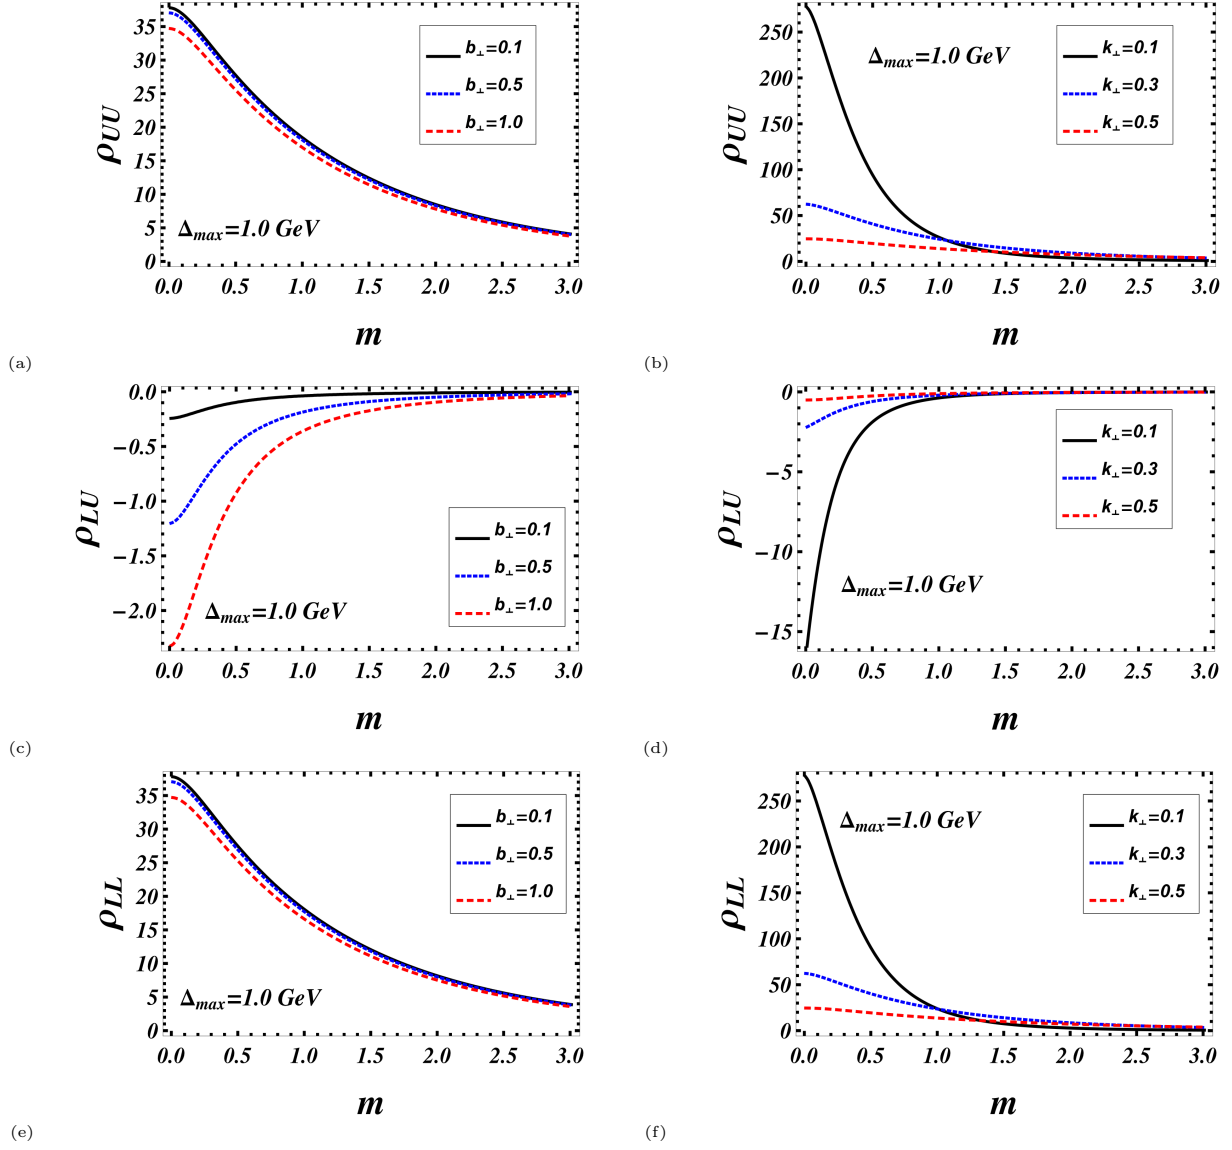 35
30
25
20
15
10
5
0
ρUU
b⊥=0.1
b⊥=0.5
b⊥=1.0
Δmax=1.0 GeV
0.0 0.5 1.0 1.5 2.0 2.5 3.0
m
(a)
250
200
150
100
50
0
ρUU
Δmax=1.0 GeV
k⊥=0.1
k⊥=0.3
k⊥=0.5
0.0 0.5 1.0 1.5 2.0 2.5 3.0
m
(b)
0.0
−0.5
−1.0
−1.5
−2.0
ρLU
b⊥=0.1
b⊥=0.5
b⊥=1.0
Δmax=1.0 GeV
0.0 0.5 1.0 1.5 2.0 2.5 3.0
m
(c)
0
−5
−10
−15
ρLU
k⊥=0.1
k⊥=0.3
k⊥=0.5
Δmax=1.0 GeV
0.0 0.5 1.0 1.5 2.0 2.5 3.0
m
(d)
35
30
25
20
15
10
5
0
ρLL
b⊥=0.1
b⊥=0.5
b⊥=1.0
Δmax=1.0 GeV
0.0 0.5 1.0 1.5 2.0 2.5 3.0
m
(e)
250
200
150
100
50
0
ρLL
Δmax=1.0 GeV
k⊥=0.1
k⊥=0.3
k⊥=0.5
0.0 0.5 1.0 1.5 2.0 2.5 3.0
m
(f)